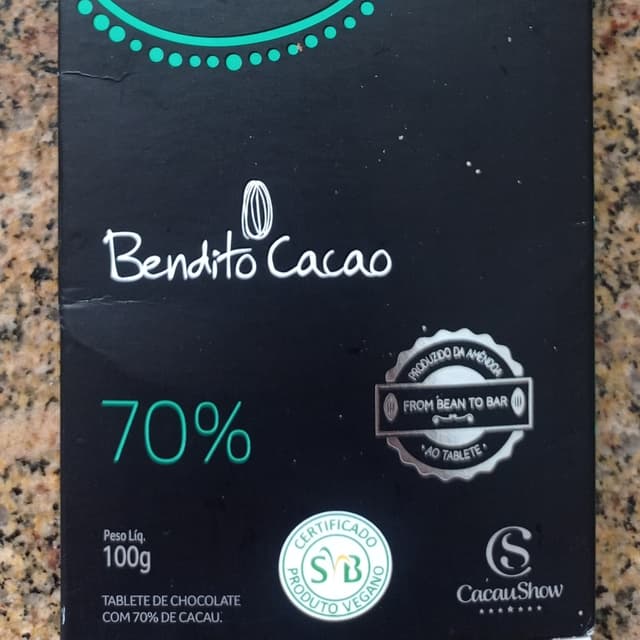 Bendito Cacao
70%
PRODUZIDO DA AMÊNDOA
FROM BEAN TO BAR
AO TABLETE
Peso Líq.
100g
CERTIFICADO
SVB
PRODUTO VEGANO
CS
CacauShow
TABLETE DE CHOCOLATE
COM 70% DE CACAU.